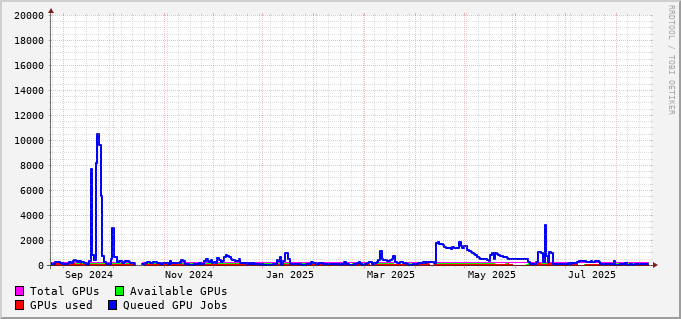 20000
18000
16000
14000
12000
10000
8000
6000
4000
2000
0
Sep 2024 Nov 2024 Jan 2025 Mar 2025 May 2025 Jul 2025
Total GPUs Available GPUs
GPUs used Queued GPU Jobs
RRDTOOL / TOBI OETIKER